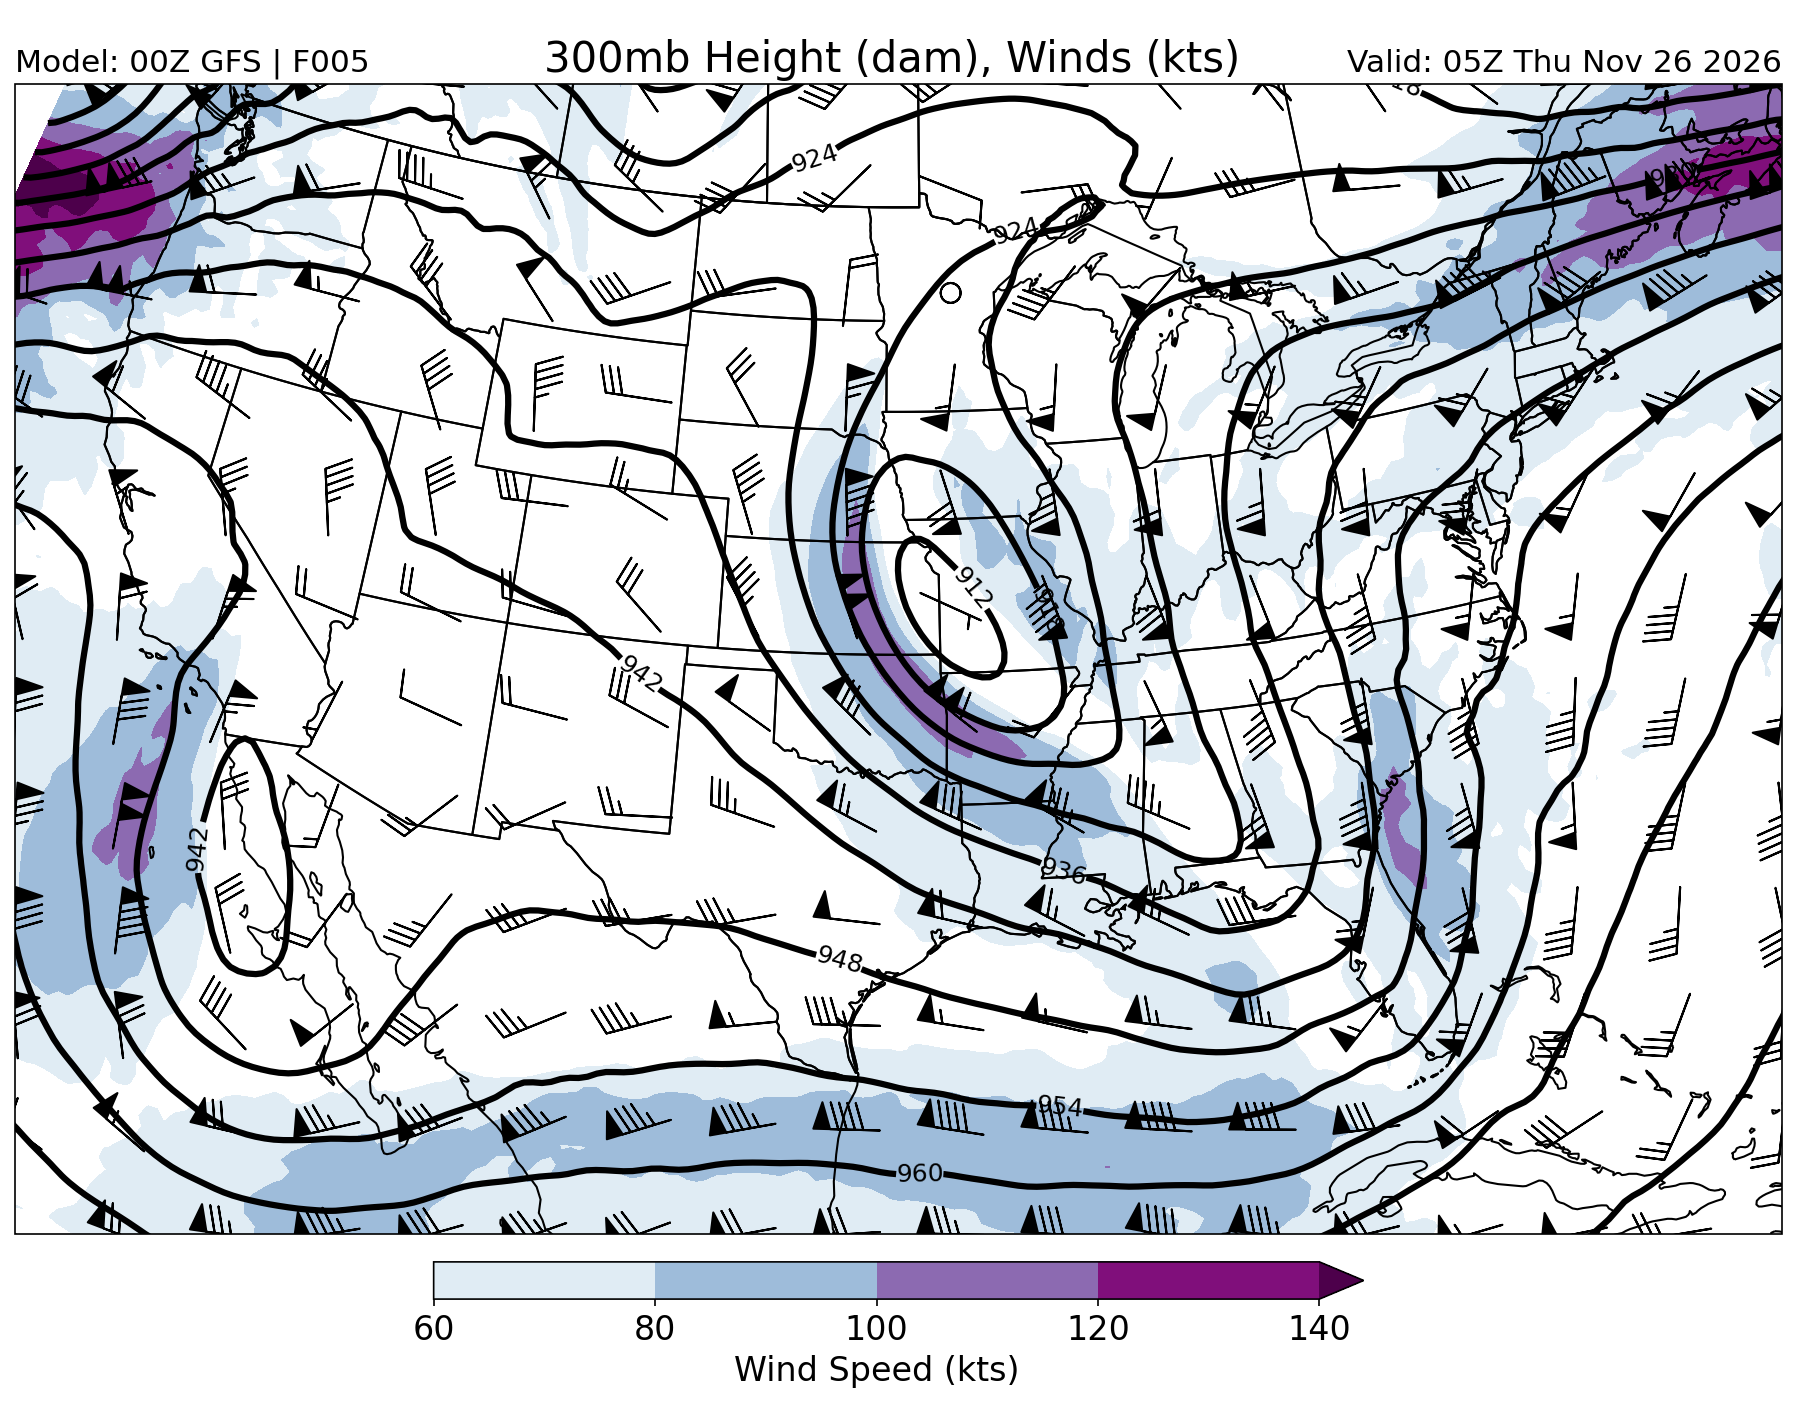 Model: 00Z GFS | F005
300mb Height (dam), Winds (kts)
Valid: 05Z Thu Nov 26 2026
924
924
912
918
942
942
936
948
954
960
60 80 100 120 140
Wind Speed (kts)